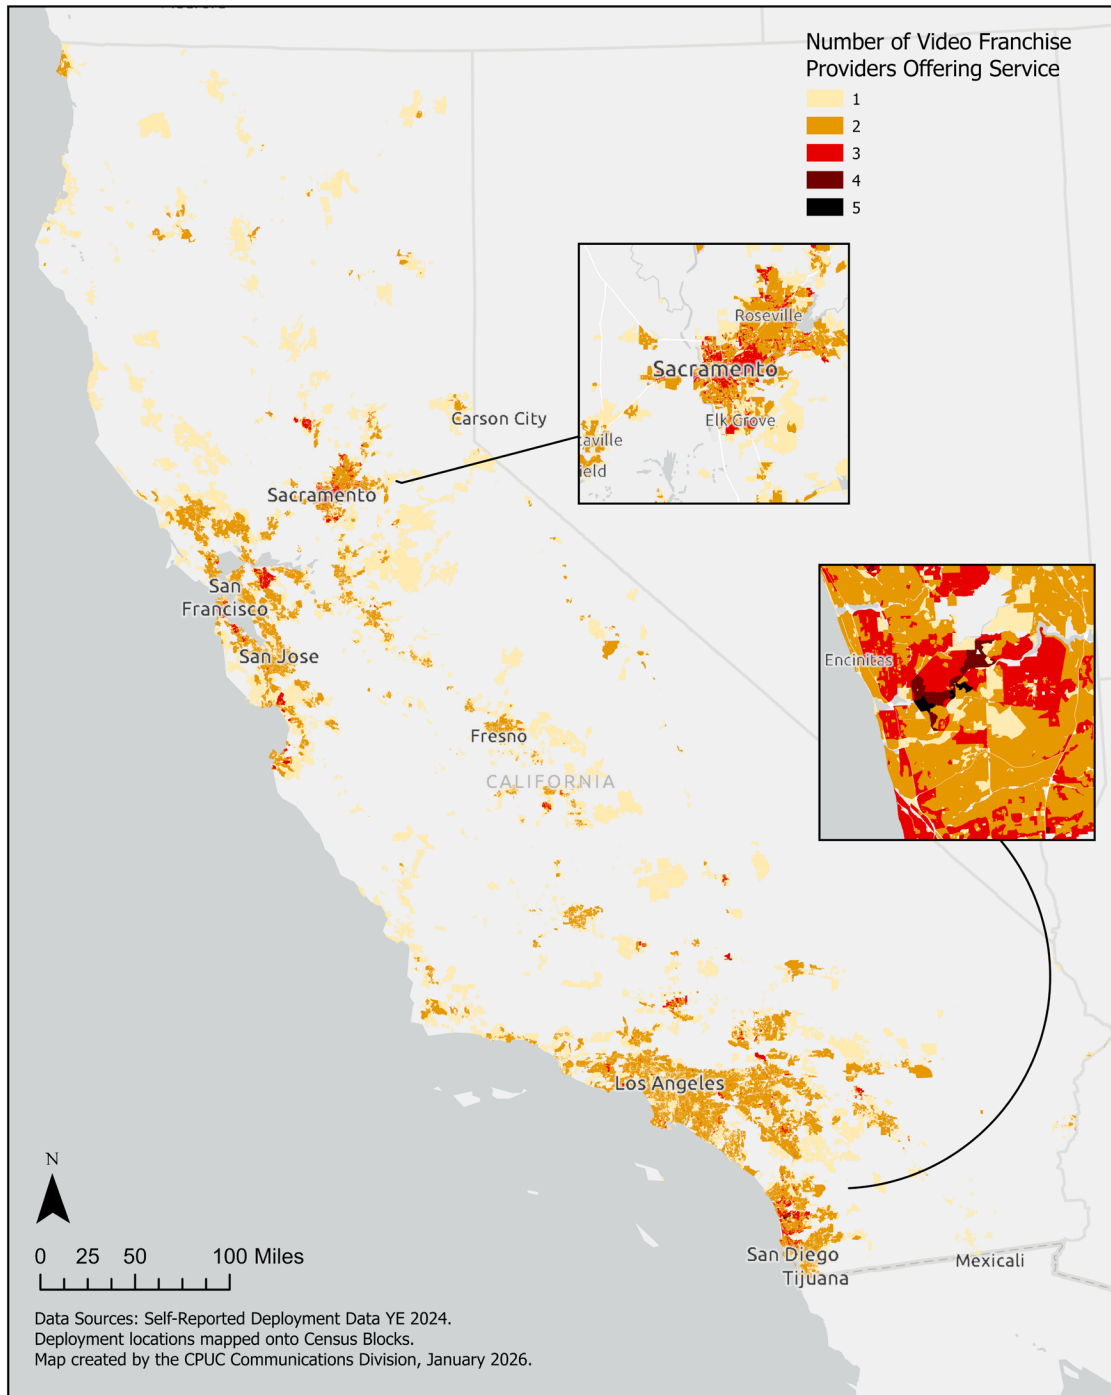 Number of Video Franchise
Providers Offering Service
1
2
3
4
5
Roseville
Sacramento
Elk Grove
Carson City
Sacramento
San
Francisco
San Jose
Encinitas
Fresno
CALIFORNIA
Los Angeles
N
0 25 50 100 Miles
San Diego
Tijuana
Mexicali
Data Sources: Self-Reported Deployment Data YE 2024.
Deployment locations mapped onto Census Blocks.
Map created by the CPUC Communications Division, January 2026.